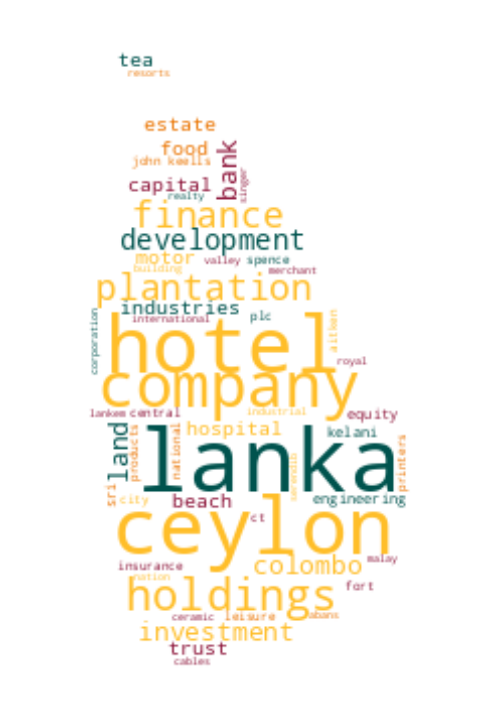 tea
resorts
estate
food
john keells
bank
singer
capital
realty
finance
development
motor
valley
spence
building
merchant
plantation
industries
international
plc
corporation
aitken
hotel
royal
company
lankem
central
industrial
equity
land
products
national
hospital
kelani
lanka
printers
sri
city
beach
engineering
ceylon
ct
insurance
colombo
malay
nation
holdings
fort
ceramic
leisure
abans
investment
trust
cables